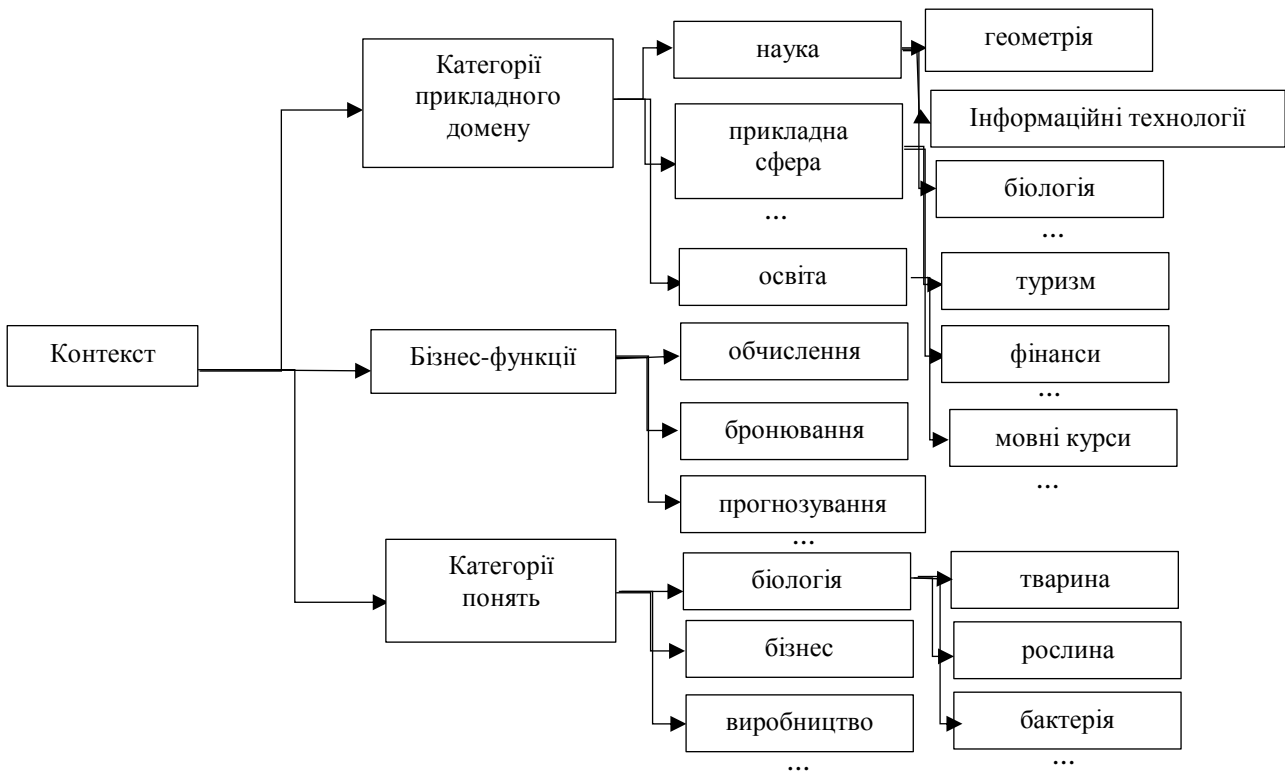 Контекст
Категорії
прикладного
домену
Бізнес-функції
Категорії
понять
наука
прикладна
сфера
...
освіта
обчислення
бронювання
прогнозування
...
біологія
бізнес
виробництво
...
геометрія
Інформаційні технології
біологія
...
туризм
фінанси
...
мовні курси
...
тварина
рослина
бактерія
...